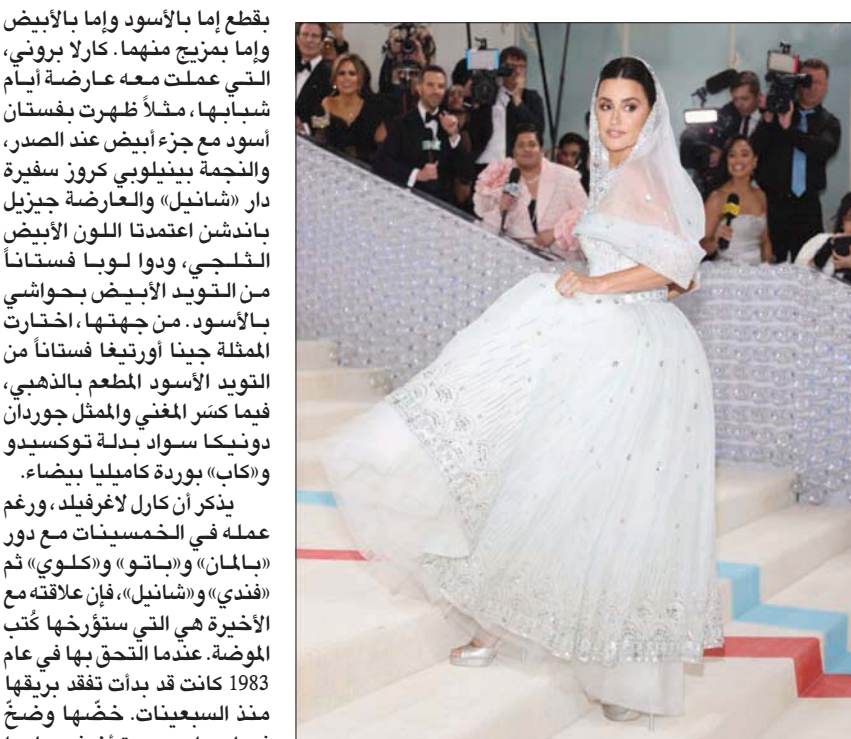 بقطع إما بالأسود وإما بالأبيض
وإما بمزيج منهما. كارلا بروني،
التي عملت معه عارضة أيام
شبابها، مثلاً ظهرت بفستان
أسود مع جزء أبيض عند الصدر،
والنجمة بينيلوبي كروز سفيرة
دار «شانيل» والعارضة جيزيل
باندشن اعتمدتا اللون الأبيض
الثلجي، ودوا لوبا فستاناً
من التويد الأبيض بحواشي
بالأسود. من جهتها، اختارت
الممثلة جينا أورتيغا فستاناً من
التويد الأسود المطعم بالذهبي،
فيما كسَر المغني والممثل جوردان
دونيكا سواد بدلة توكسيدو
و«كاب» بوردة كاميليا بيضاء.
يذكر أن كارل لاغرفيلد، ورغم
عمله في الخمسينات مع دور
«بالمان» و«باتو» و«كلوي» ثم
«فندي» و«شانيل»، فإن علاقته مع
الأخيرة هي التي ستؤرخها كُتب
الموضة. عندما التحق بها في عام
1983 كانت قد بدأت تفقد بريقها
منذ السبعينات. خضّها وضخّ